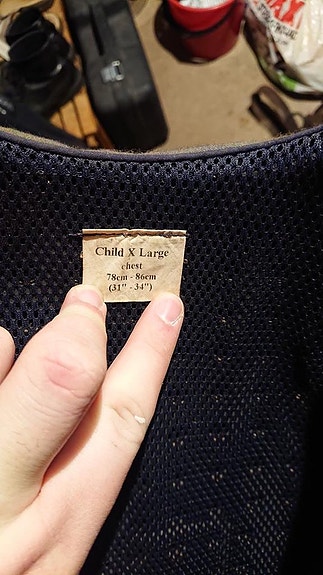 Child X Large
chest
78cm - 86cm
(31" - 34")